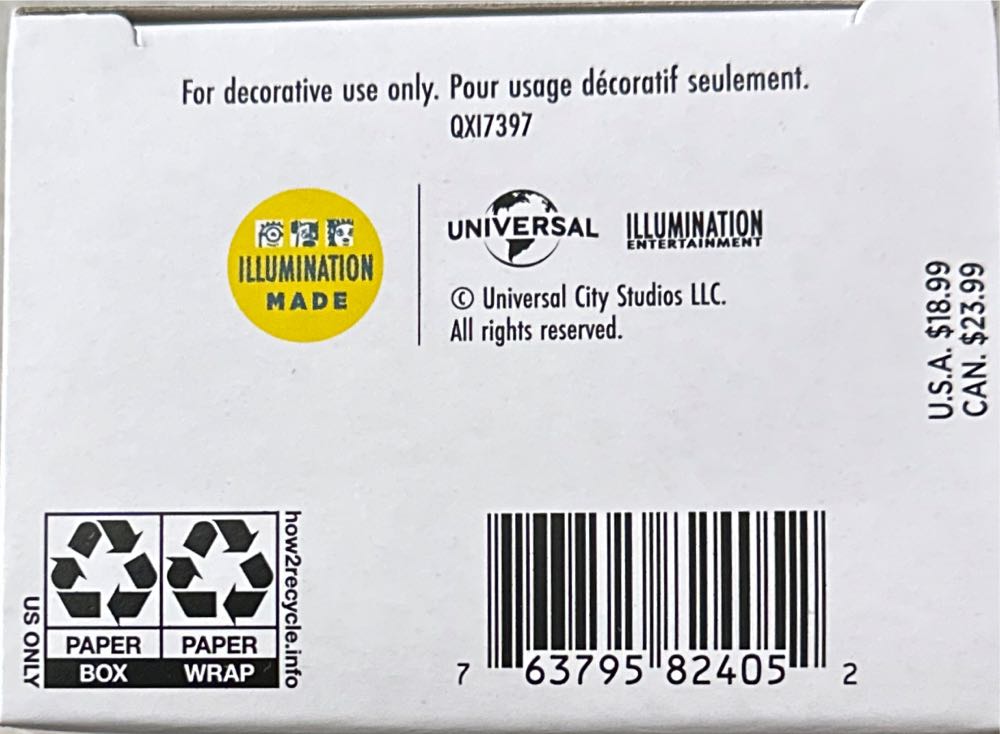 For decorative use only. Pour usage décoratif seulement.
QXI7397
ILLUMINATION
MADE
UNIVERSAL
ILLUMINATION
ENTERTAINMENT
© Universal City Studios LLC.
All rights reserved.
U.S.A. $18.99
CAN. $23.99
US ONLY
PAPER
BOX
PAPER
WRAP
how2recycle.info
7 63795 82405 2